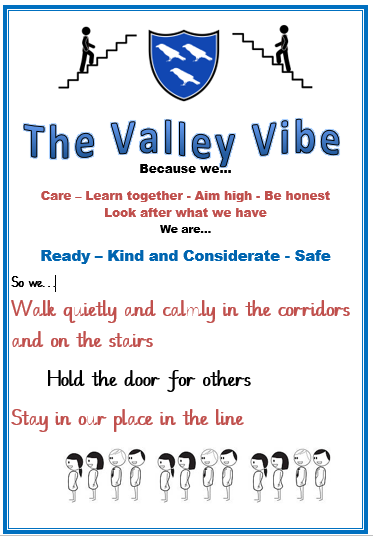 The Valley Vibe
Because we...
Care – Learn together - Aim high - Be honest
Look after what we have
We are...
Ready – Kind and Considerate - Safe
So we...
Walk quietly and calmly in the corridors
and on the stairs
Hold the door for others
Stay in our place in the line